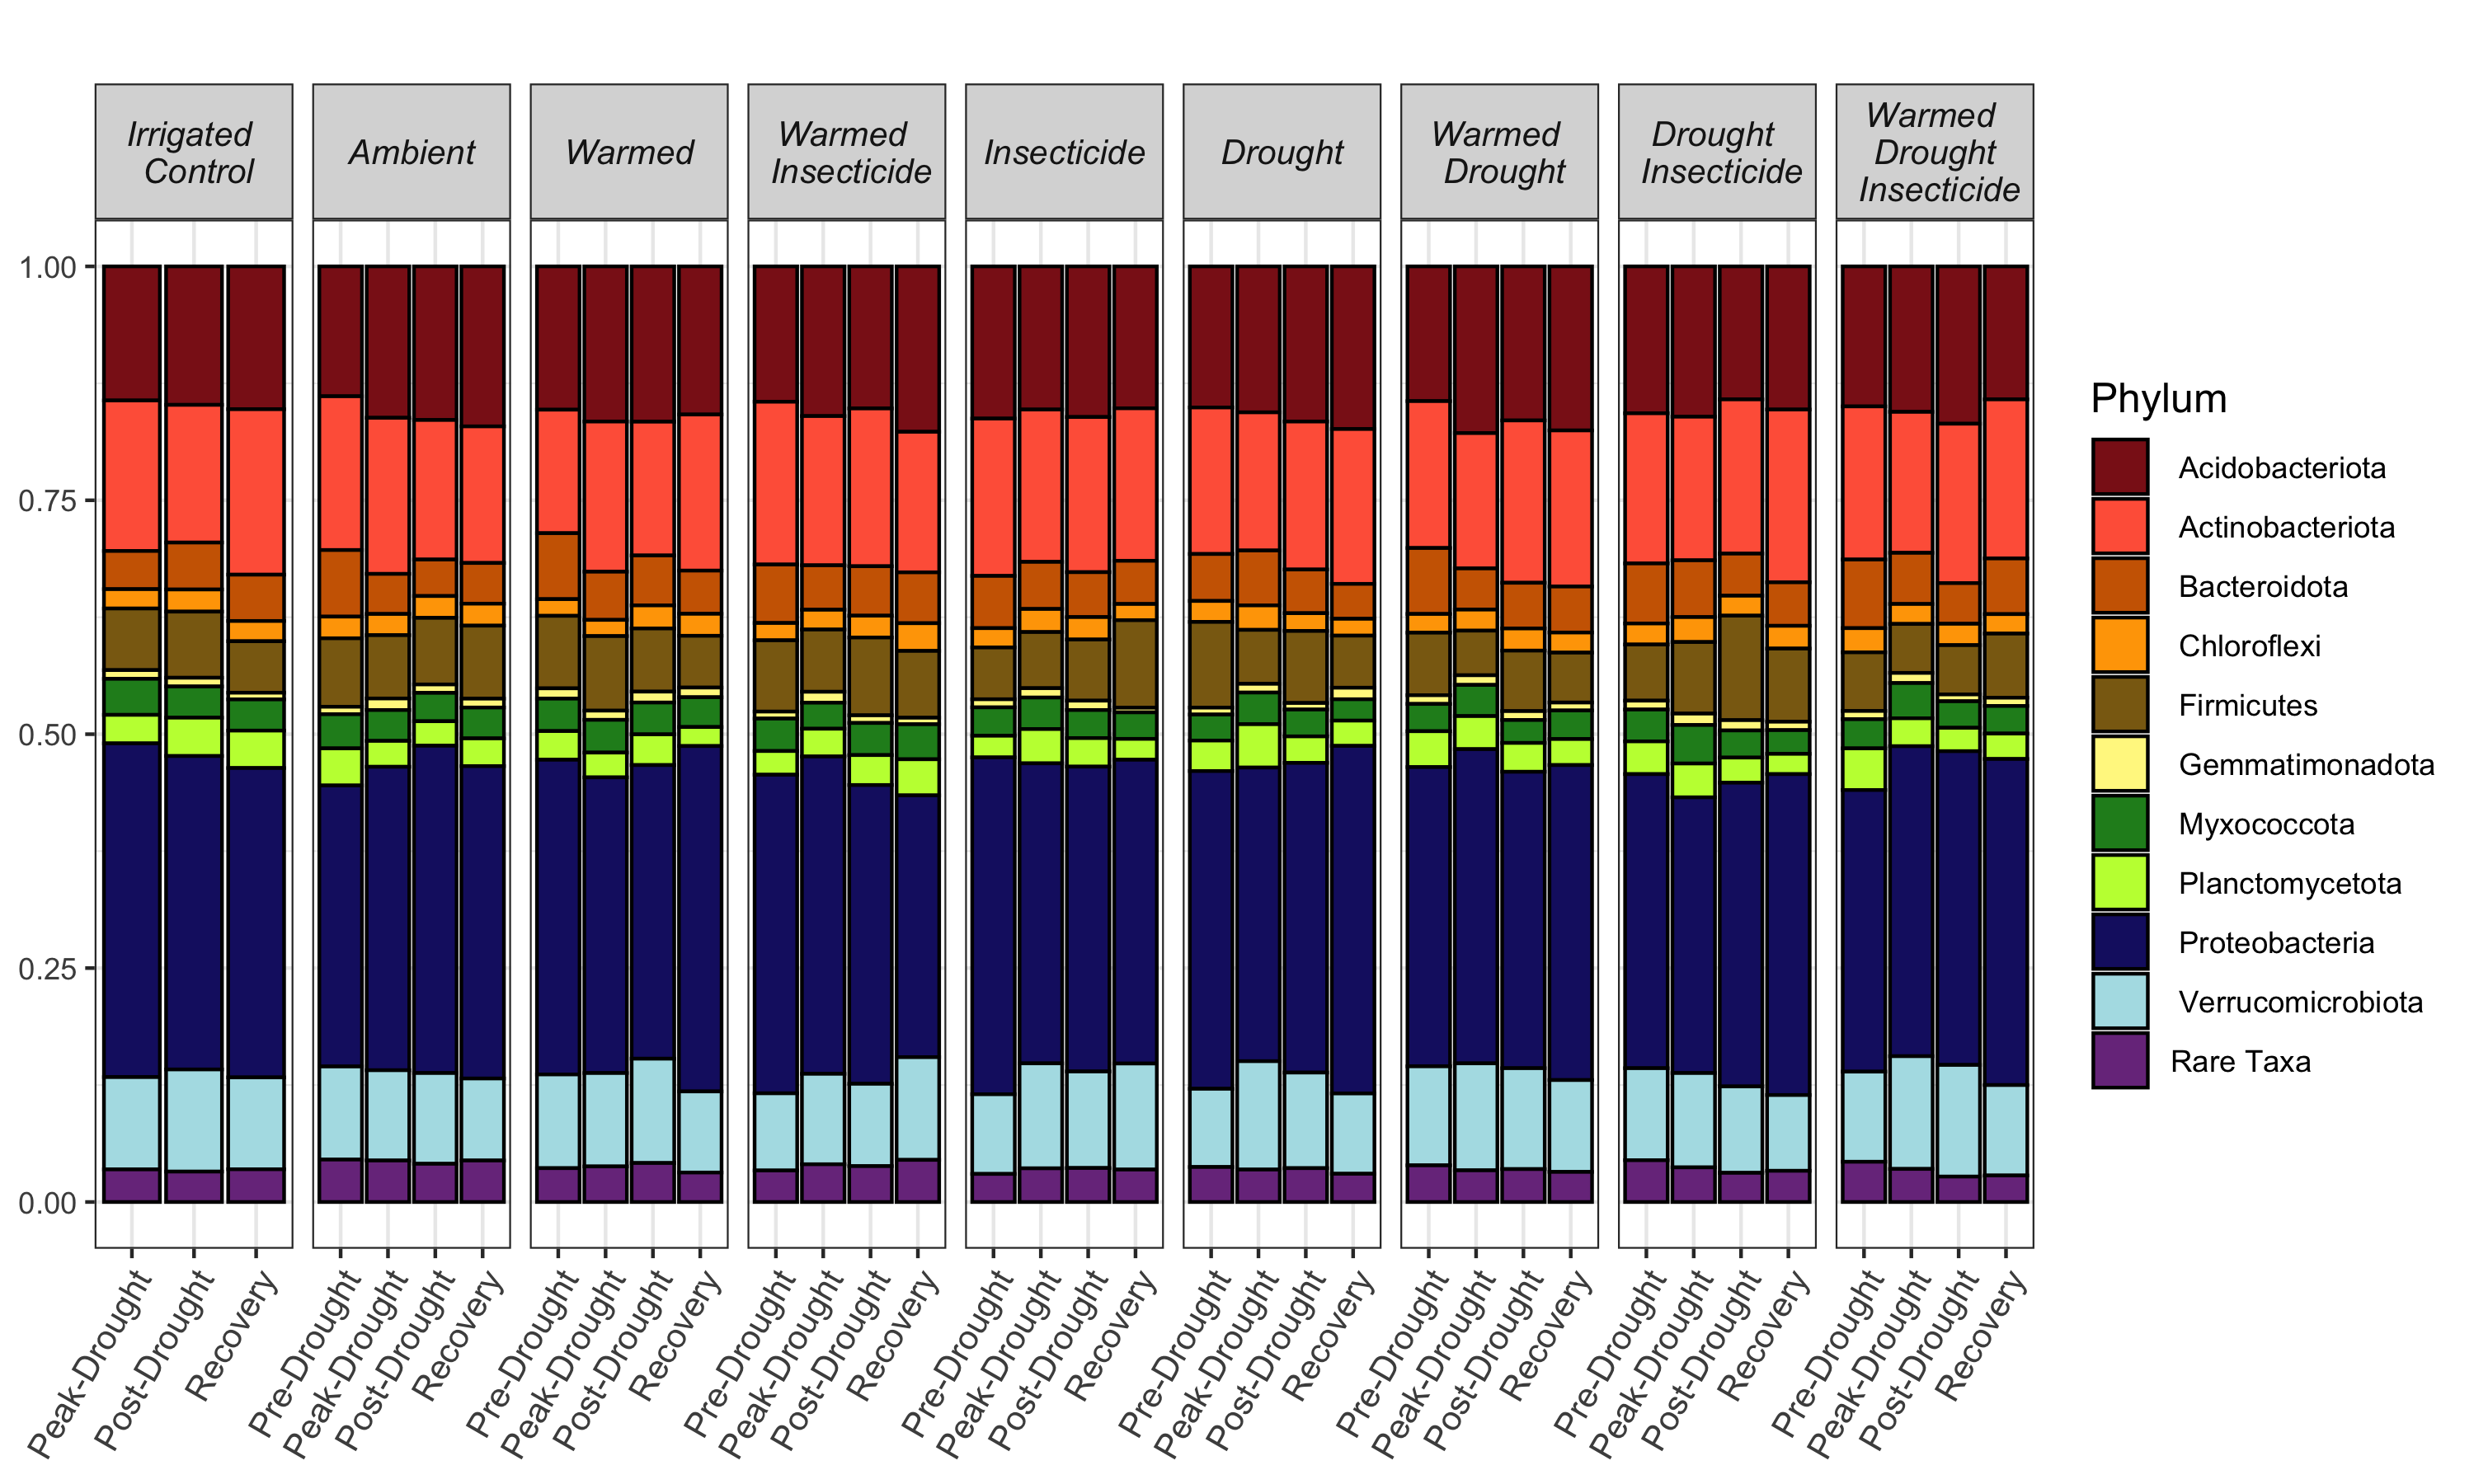 Irrigated
Control
Ambient
Warmed
Warmed
Insecticide
Insecticide
Drought
Warmed
Drought
Drought
Insecticide
Warmed
Drought
Insecticide
1.00
0.75
0.50
0.25
0.00
Peak-Drought
Post-Drought
Recovery
Pre-Drought
Peak-Drought
Post-Drought
Recovery
Pre-Drought
Peak-Drought
Post-Drought
Recovery
Pre-Drought
Peak-Drought
Post-Drought
Recovery
Pre-Drought
Peak-Drought
Post-Drought
Recovery
Pre-Drought
Peak-Drought
Post-Drought
Recovery
Pre-Drought
Peak-Drought
Post-Drought
Recovery
Pre-Drought
Peak-Drought
Post-Drought
Recovery
Pre-Drought
Peak-Drought
Post-Drought
Recovery
Phylum
Acidobacteriota
Actinobacteriota
Bacteroidota
Chloroflexi
Firmicutes
Gemmatimonadota
Myxococcota
Planctomycetota
Proteobacteria
Verrucomicrobiota
Rare Taxa